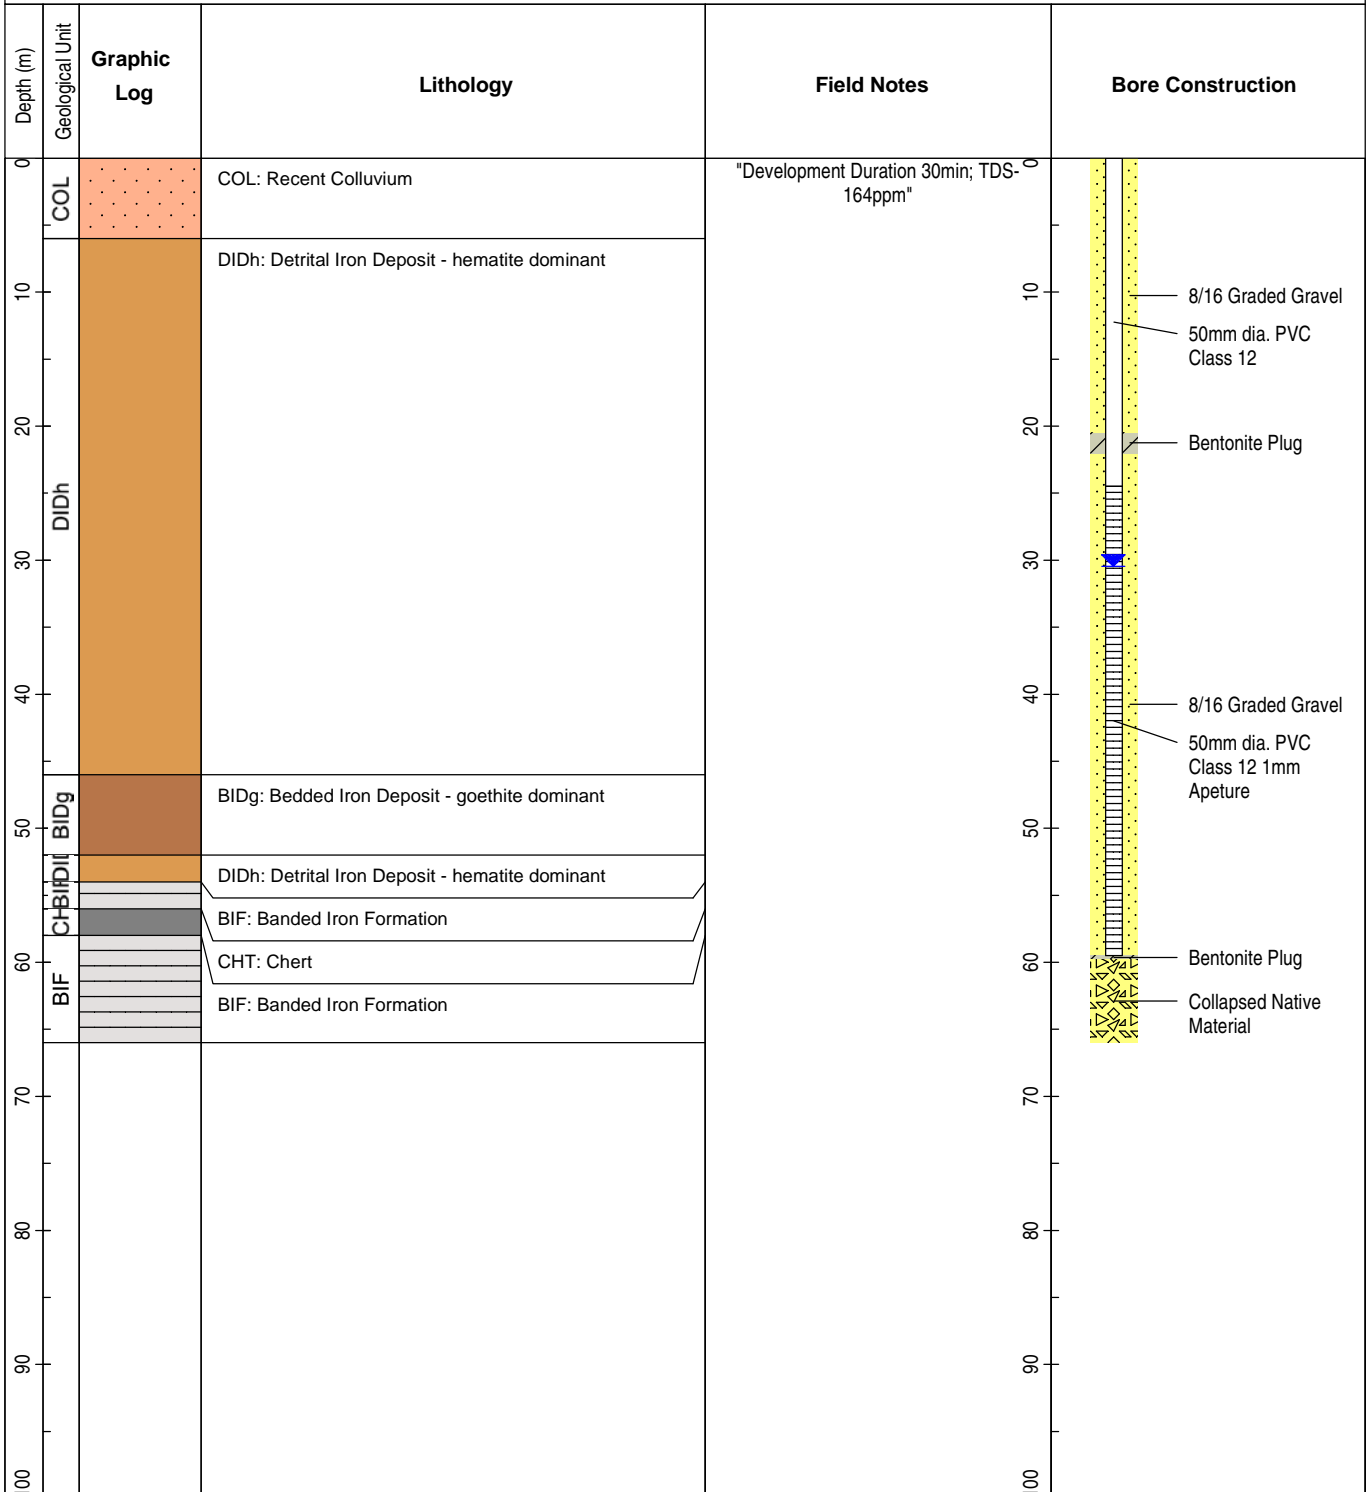 Depth (m)
Geological Unit
Graphic
Log
Lithology
Field Notes
Bore Construction
0
10
20
30
40
50
60
70
80
90
00
COL
DIDh
BIDg
DID
BIF
CH
BIF
COL: Recent Colluvium
DIDh: Detrital Iron Deposit - hematite dominant
BIDg: Bedded Iron Deposit - goethite dominant
DIDh: Detrital Iron Deposit - hematite dominant
BIF: Banded Iron Formation
CHT: Chert
BIF: Banded Iron Formation
"Development Duration 30min; TDS-
164ppm"
0
10
20
30
40
50
60
70
80
90
00
8/16 Graded Gravel
50mm dia. PVC
Class 12
Bentonite Plug
8/16 Graded Gravel
50mm dia. PVC
Class 12 1mm
Apeture
Bentonite Plug
Collapsed Native
Material